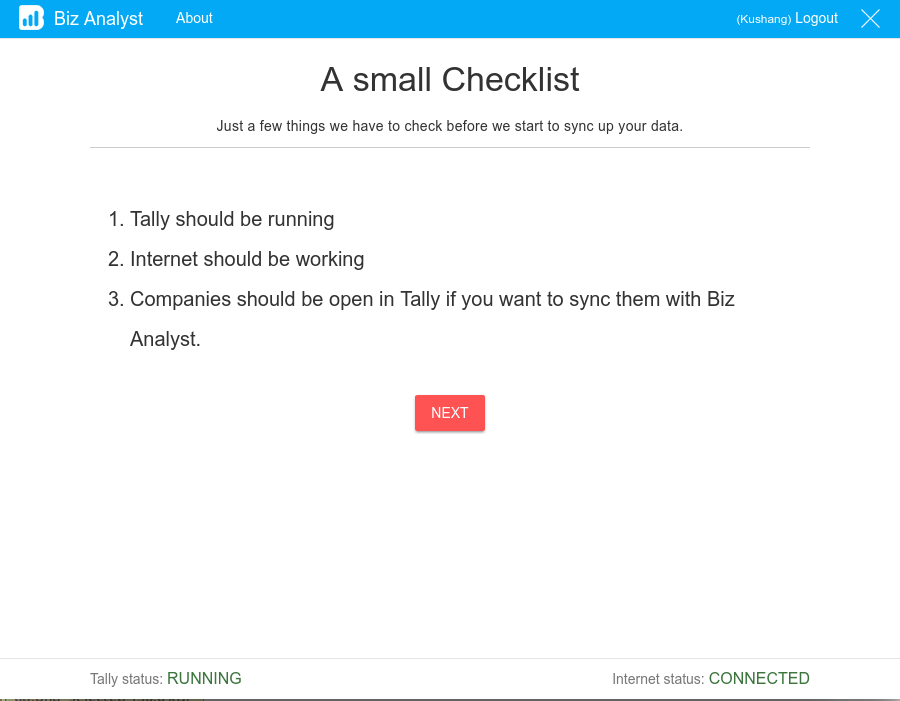 Biz Analyst About (Kushang) Logout
A small Checklist
Just a few things we have to check before we start to sync up your data.
1. Tally should be running
2. Internet should be working
3. Companies should be open in Tally if you want to sync them with Biz
Analyst.
NEXT
Tally status: RUNNING Internet status: CONNECTED